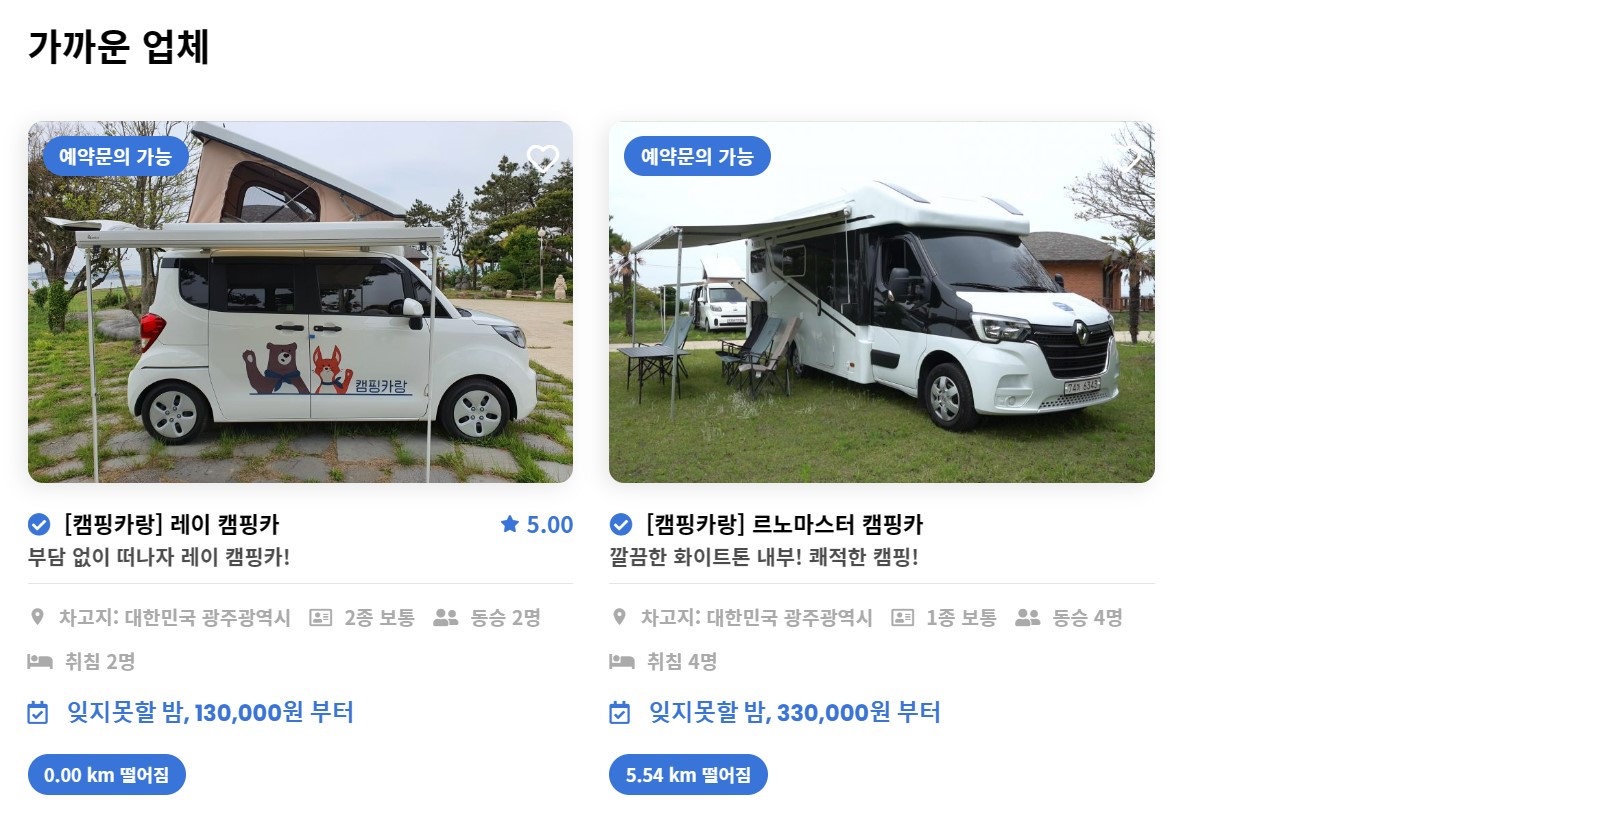 가까운 업체
예약문의 가능
캠핑카랑
[캠핑카랑] 레이 캠핑카
5.00
부담 없이 떠나자 레이 캠핑카!
차고지: 대한민국 광주광역시 2종 보통 동승 2명
취침 2명
잊지못할 밤, 130,000원 부터
0.00 km 떨어짐
예약문의 가능
[캠핑카랑] 르노마스터 캠핑카
깔끔한 화이트톤 내부! 쾌적한 캠핑!
차고지: 대한민국 광주광역시 1종 보통 동승 4명
취침 4명
잊지못할 밤, 330,000원 부터
5.54 km 떨어짐